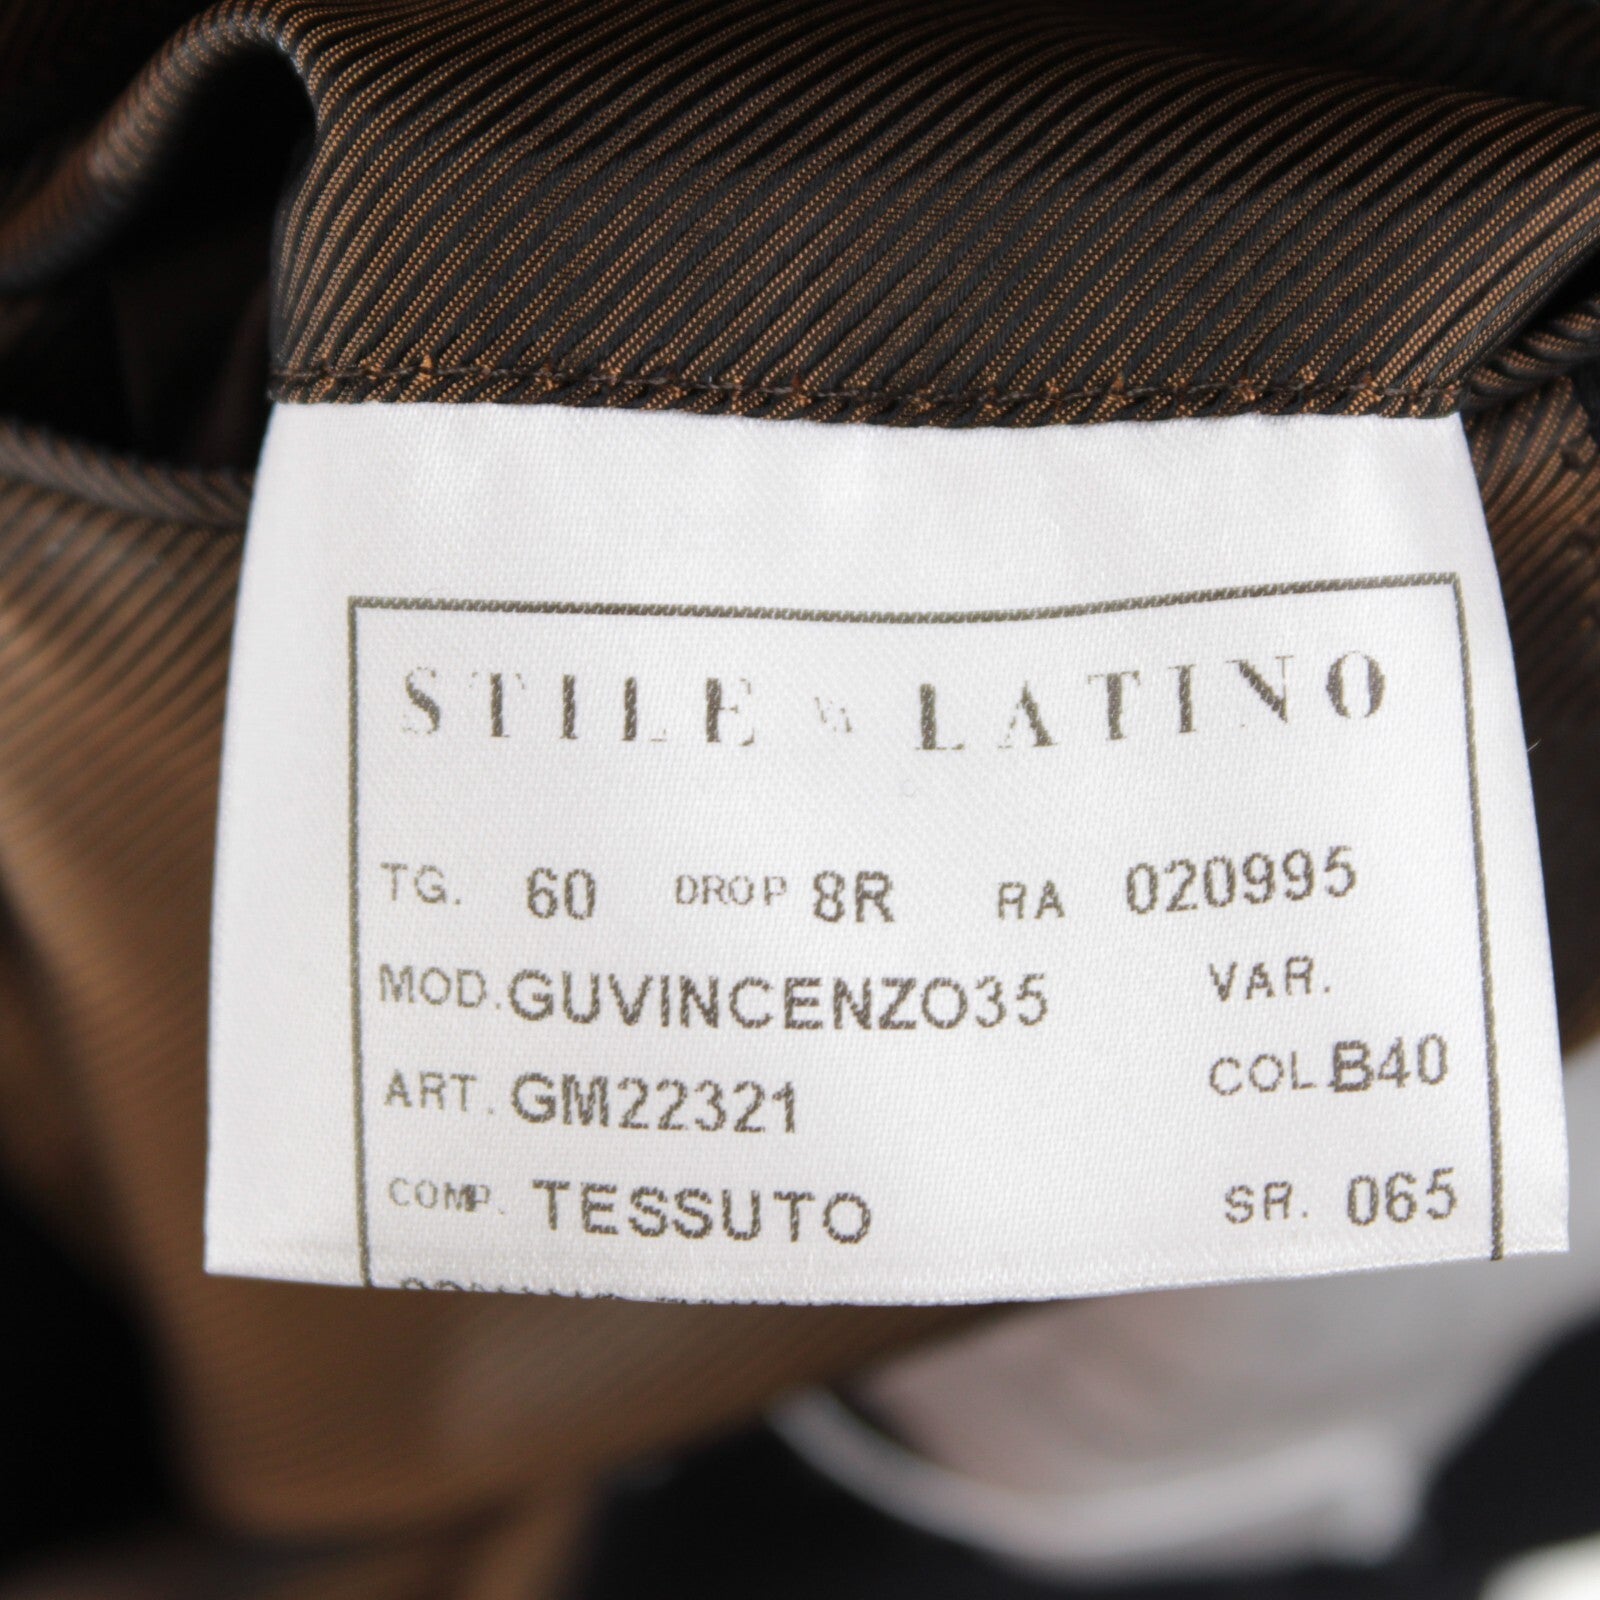 STILE LATINO
TG. 60 DROP 8R RA 020995
MOD. GUVINCENZO35 VAR.
ART. GM22321 COL. B40
COMP. TESSUTO SR. 065